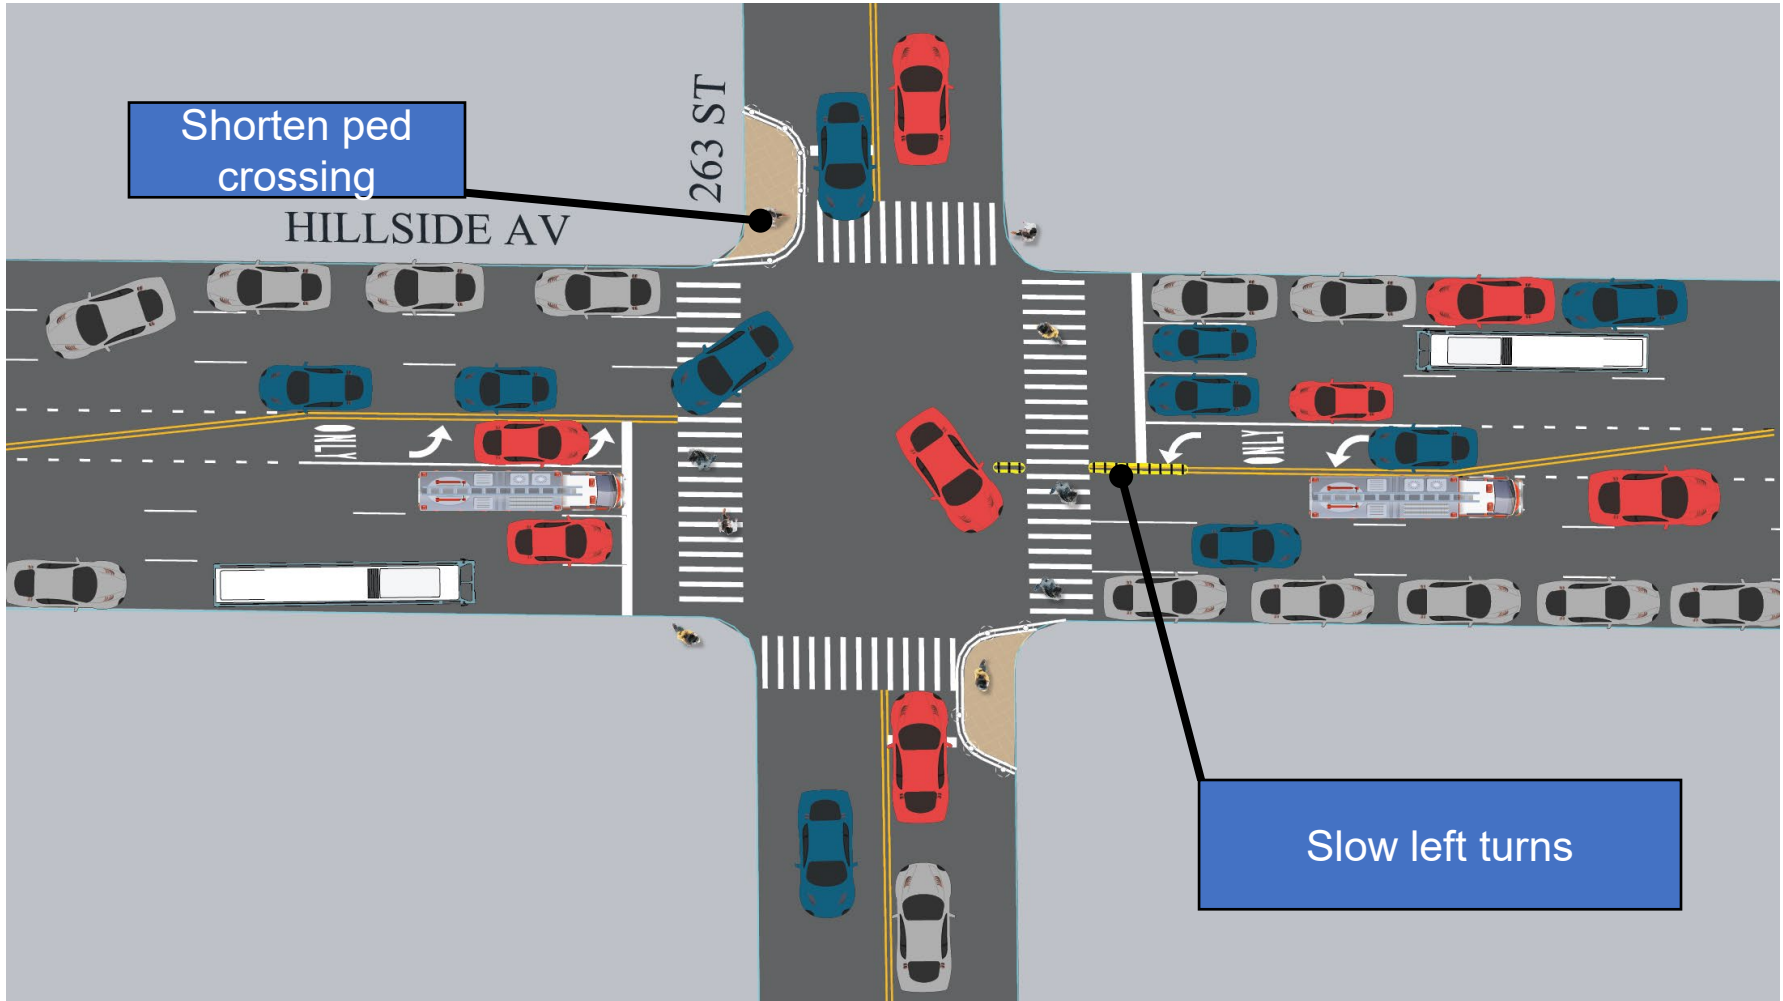 Shorten ped
crossing
263 ST
HILLSIDE AV
ONLY
ONLY
Slow left turns